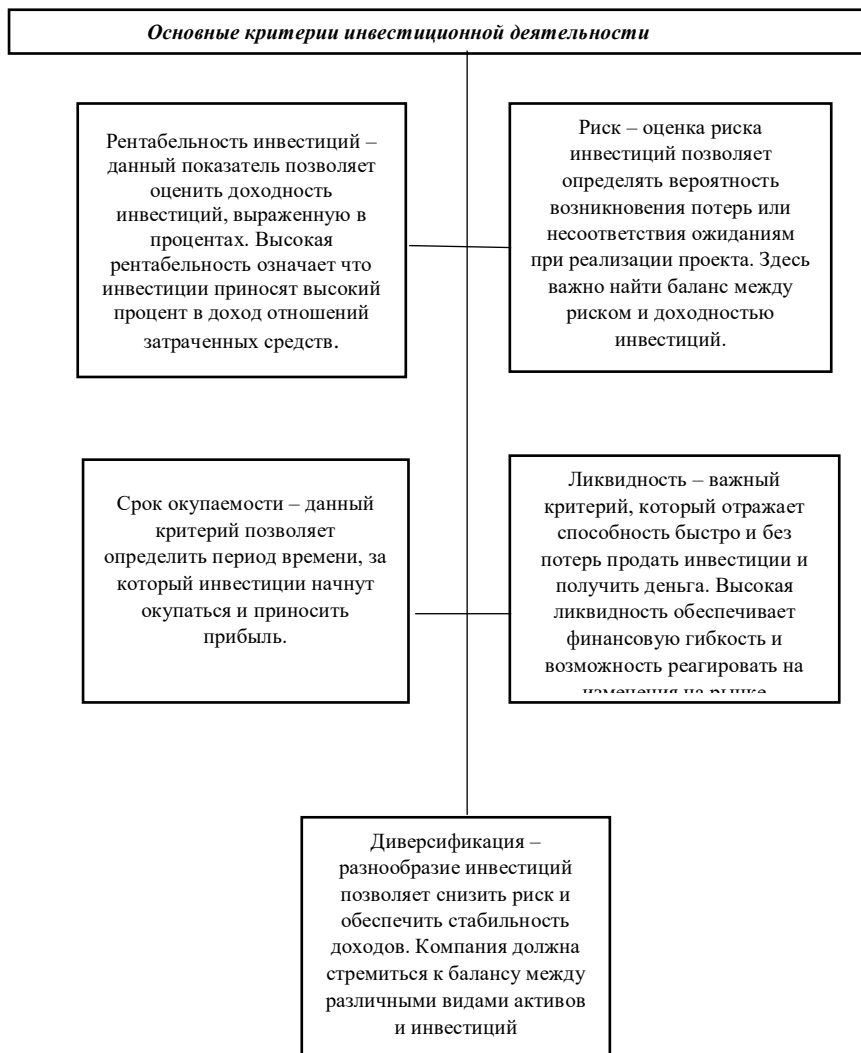 Основные критерии инвестиционной деятельности
Рентабельность инвестиций –
данный показатель позволяет
оценить доходность
инвестиций, выраженную в
процентах. Высокая
рентабельность означает что
инвестиции приносят высокий
процент в доход отношений
затраченных средств.
Риск – оценка риска
инвестиций позволяет
определять вероятность
возникновения потерь или
несоответствия ожиданиям
при реализации проекта. Здесь
важно найти баланс между
риском и доходностью
инвестиций.
Срок окупаемости – данный
критерий позволяет
определить период времени, за
который инвестиции начнут
окупаться и приносить
прибыль.
Ликвидность – важный
критерий, который отражает
способность быстро и без
потерь продать инвестиции и
получить деньга. Высокая
ликвидность обеспечивает
финансовую гибкость и
возможность реагировать на
изменения на рынке
Диверсификация –
разнообразие инвестиций
позволяет снизить риск и
обеспечить стабильность
доходов. Компания должна
стремиться к балансу между
различными видами активов
и инвестиций